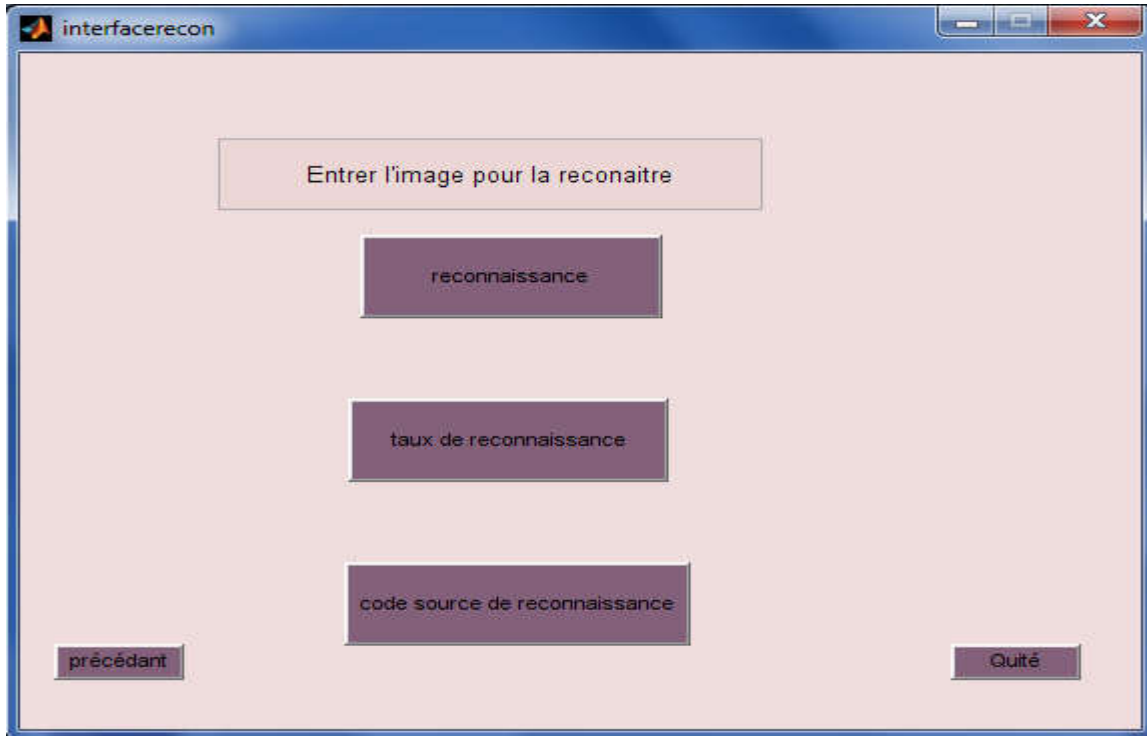 interfacerecon
Entrer l'image pour la reconaitre
reconnaissance
taux de reconnaissance
code source de reconnaissance
précédant
Quité